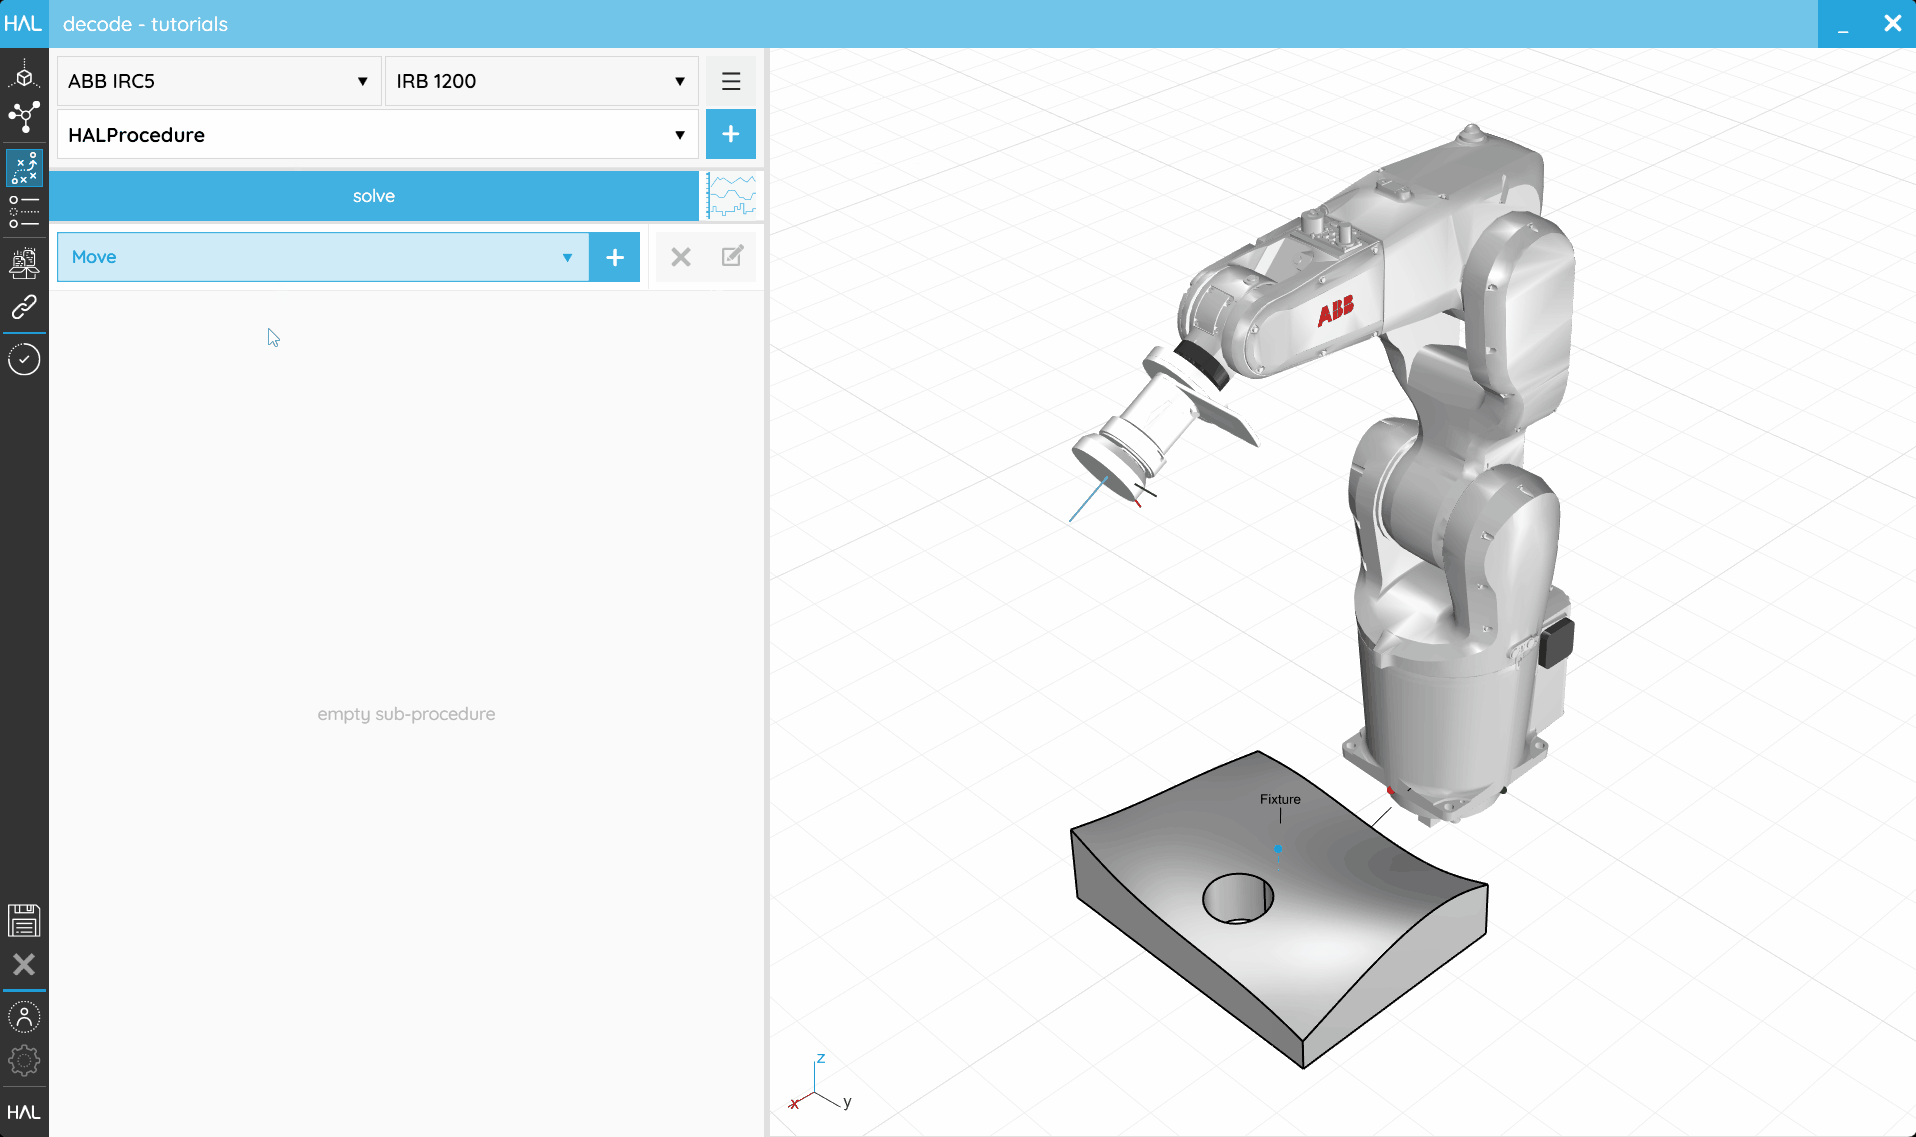 HAL decode - tutorials
ABB IRC5 IRB 1200
HALProcedure
solve
Move
empty sub-procedure
ABB
Fixture
z
x
y
HAL